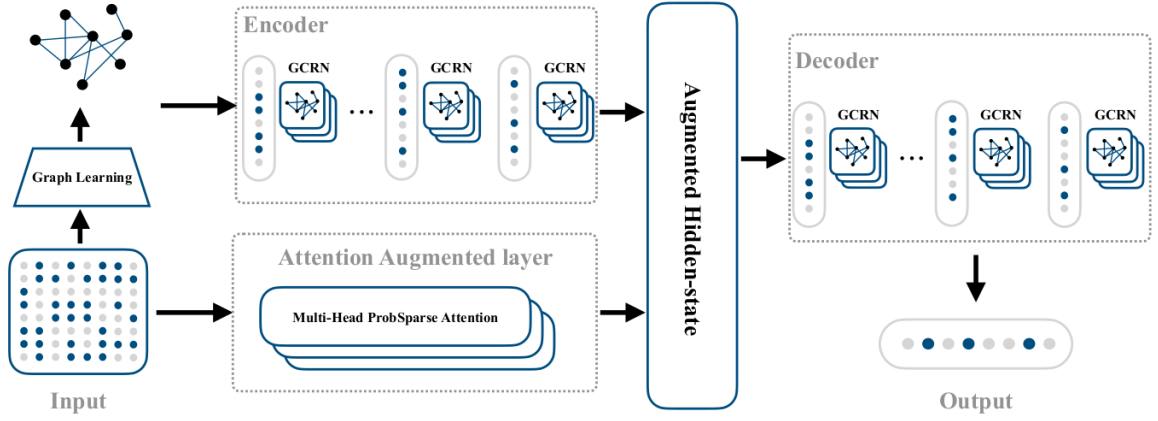 Encoder
GCRN
GCRN
GCRN
...
Graph Learning
Input
Attention Augmented layer
Multi-Head ProbSparse Attention
Augmented Hidden-state
Decoder
GCRN
GCRN
GCRN
...
Output